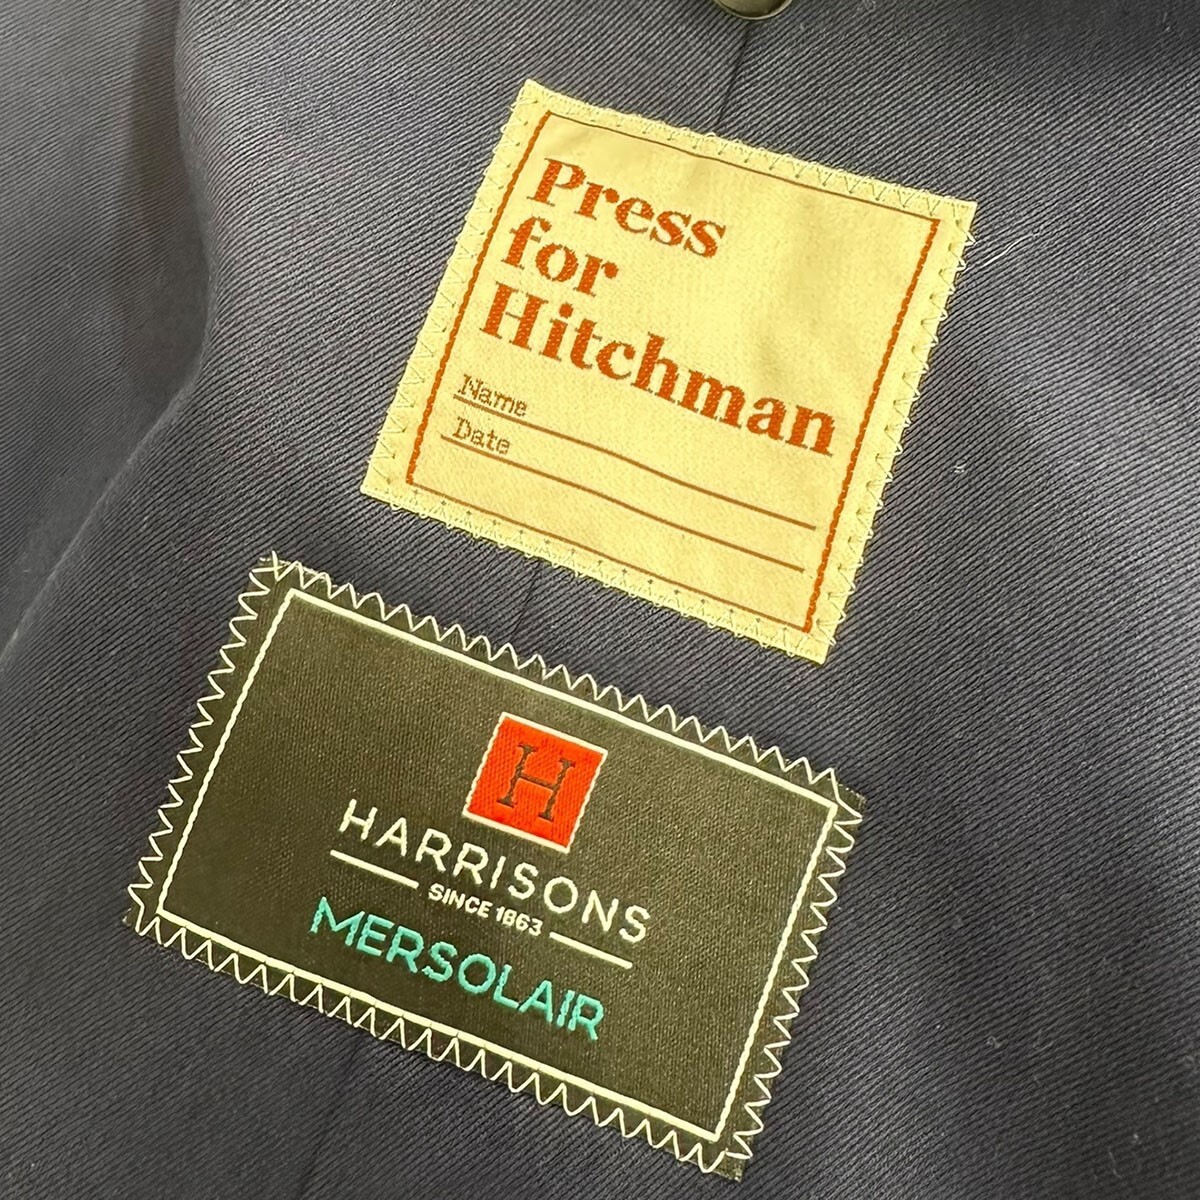 Press
for
Hitchman
Name
Date
H
HARRISONS
SINCE 1863
MERSOLAIR